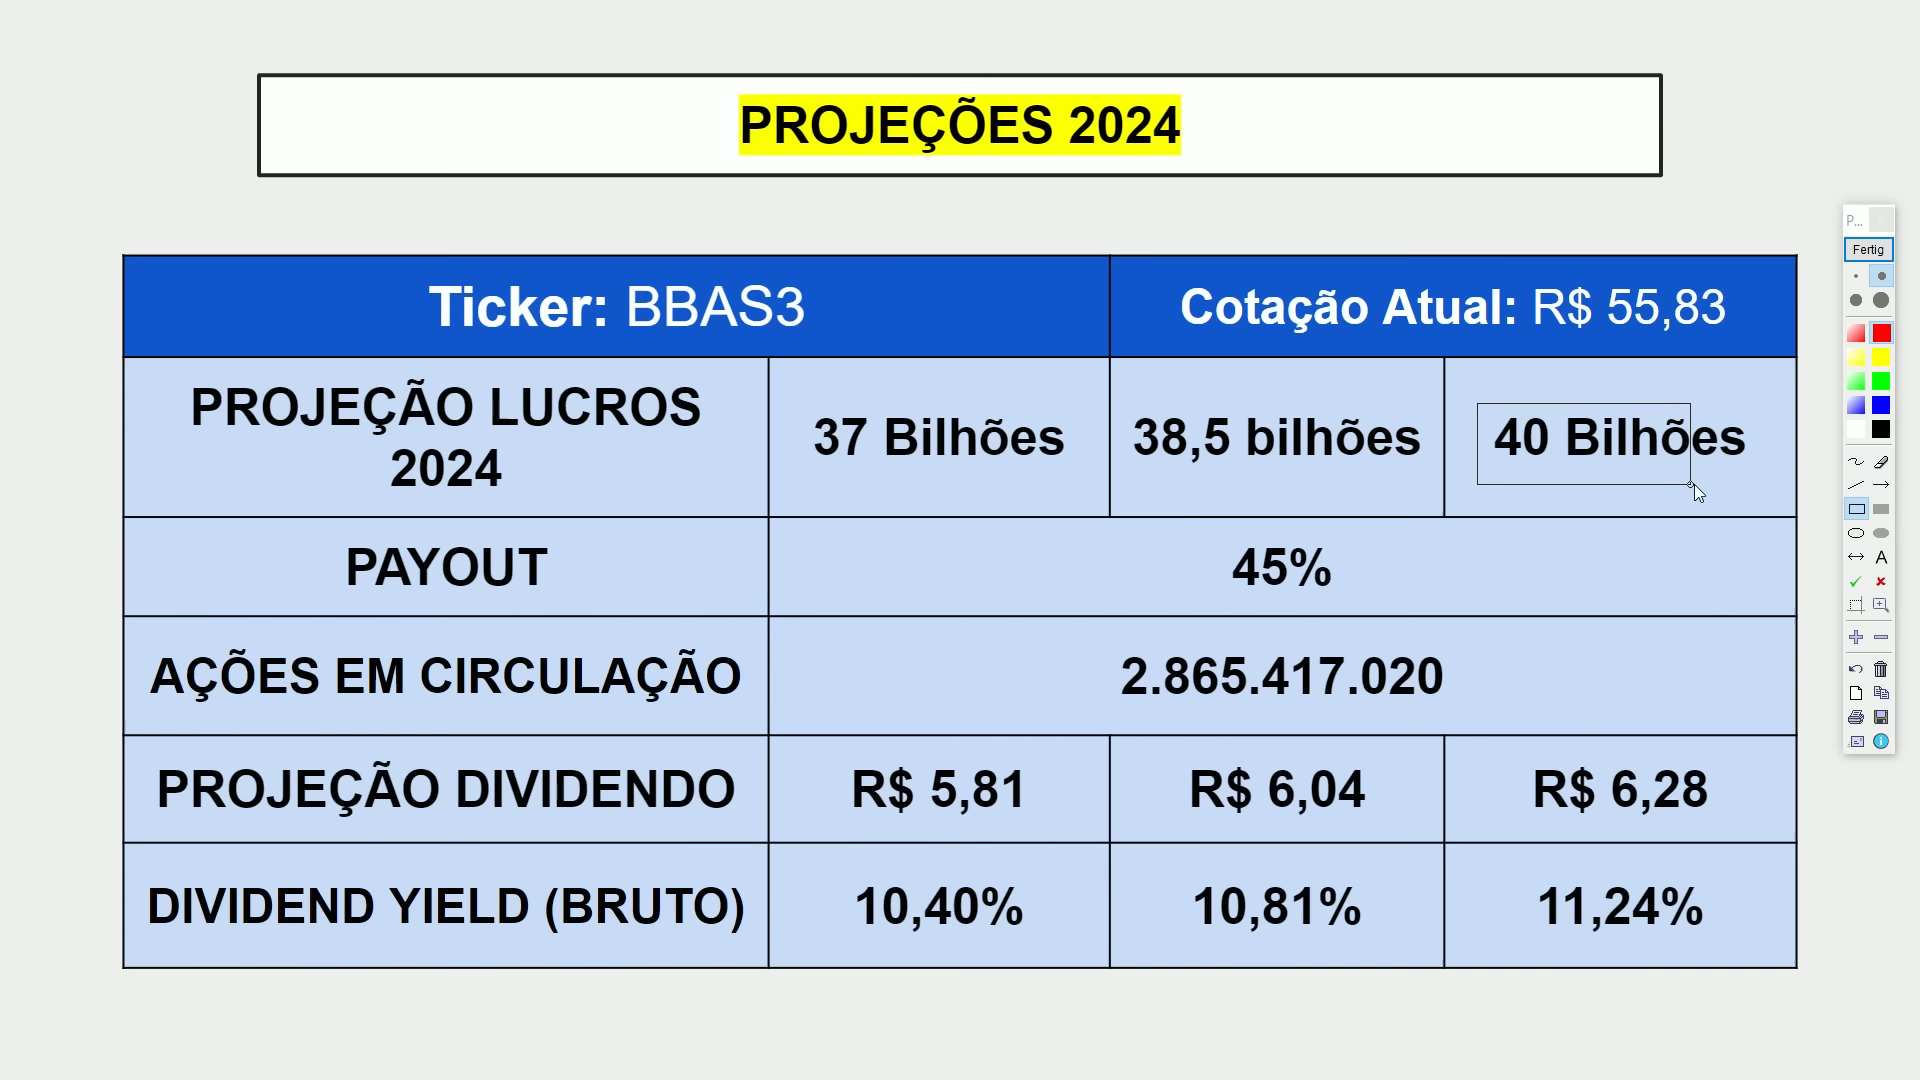 PROJEÇÕES 2024
Ticker: BBAS3
Cotação Atual: R$ 55,83
PROJEÇÃO LUCROS
2024
37 Bilhões
38,5 bilhões
40 Bilhões
PAYOUT
45%
AÇÕES EM CIRCULAÇÃO
2.865.417.020
PROJEÇÃO DIVIDENDO
R$ 5,81
R$ 6,04
R$ 6,28
DIVIDEND YIELD (BRUTO)
10,40%
10,81%
11,24%
P...
Fertig
A